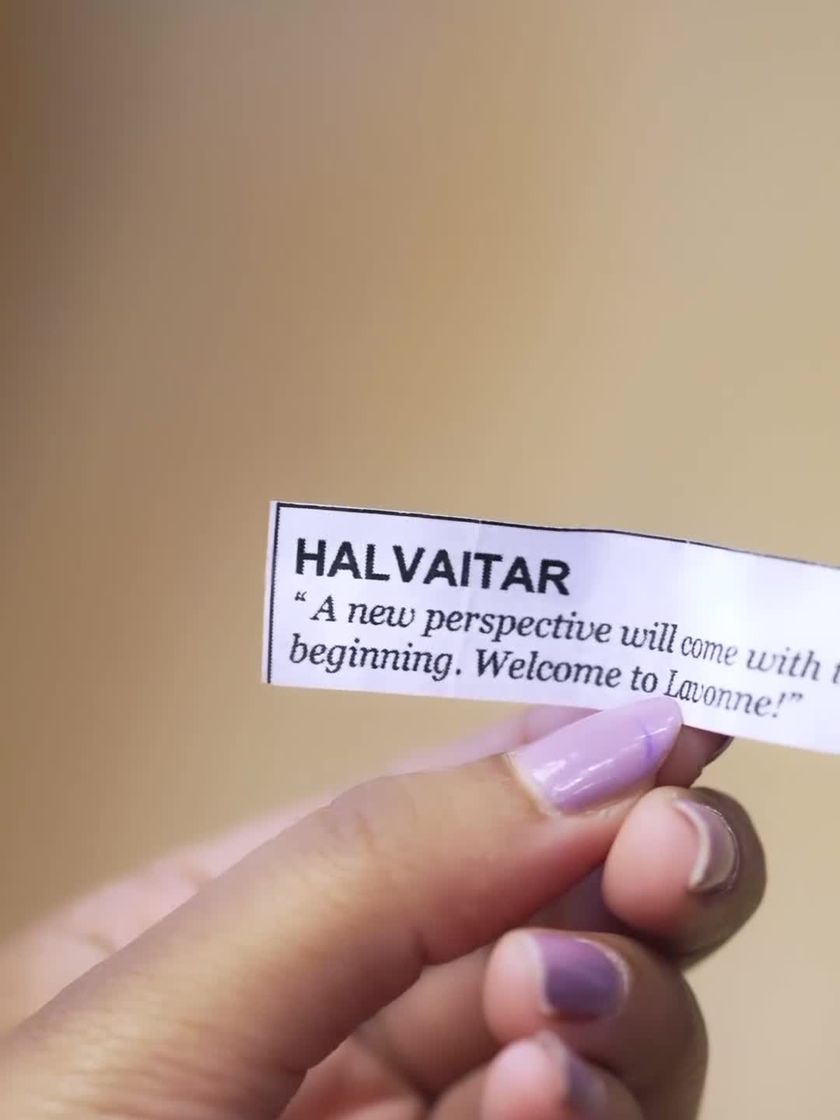 HALVAITAR
“ A new perspective will come with
beginning. Welcome to Lavonne!”